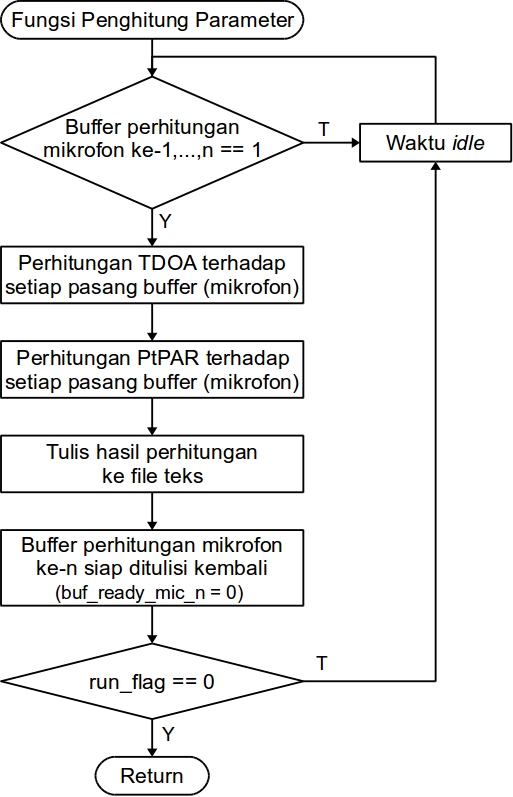 Fungsi Penghitung Parameter
Buffer perhitungan
mikrofon ke-1,...,n == 1
T
Waktu idle
Y
Perhitungan TDOA terhadap
setiap pasang buffer (mikrofon)
Perhitungan PtPAR terhadap
setiap pasang buffer (mikrofon)
Tulis hasil perhitungan
ke file teks
Buffer perhitungan mikrofon
ke-n siap ditulisi kembali
(buf_ready_mic_n = 0)
T
run_flag == 0
Y
Return